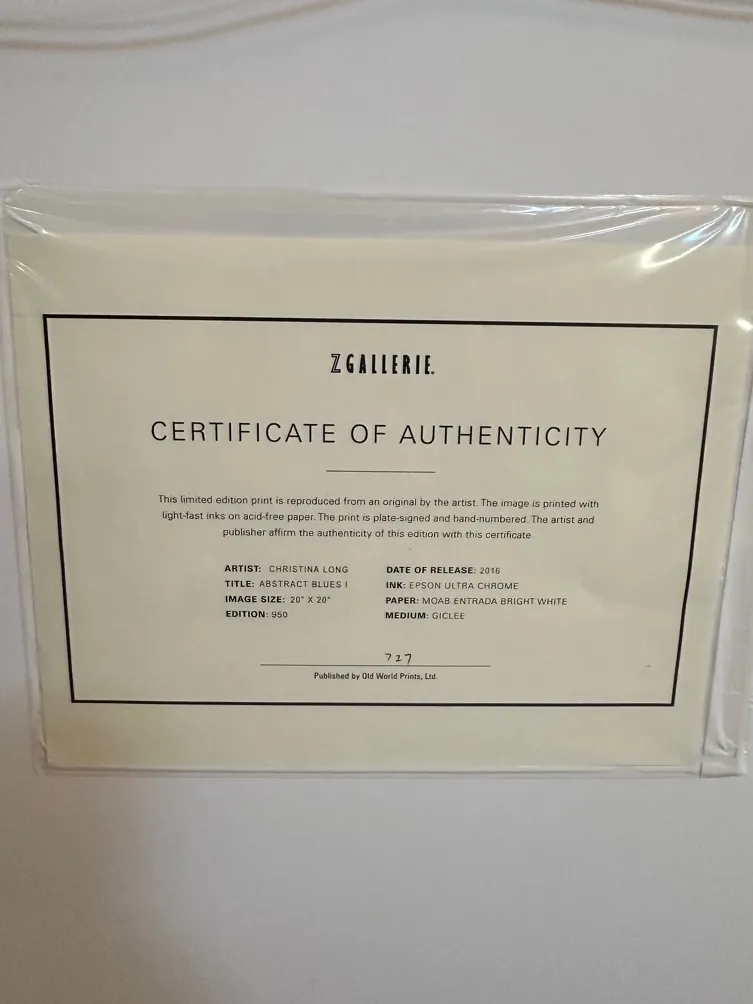 Z GALLERIE.
CERTIFICATE OF AUTHENTICITY
This limited edition print is reproduced from an original by the artist. The image is printed with
light-fast inks on acid-free paper. The print is plate-signed and hand-numbered. The artist and
publisher affirm the authenticity of this edition with this certificate
ARTIST: CHRISTINA LONG
TITLE: ABSTRACT BLUES I
IMAGE SIZE: 20" X 20"
EDITION: 950
DATE OF RELEASE: 2016
INK: EPSON ULTRA CHROME
PAPER: MOAB ENTRADA BRIGHT WHITE
MEDIUM: GICLEE
727
Published by Old World Prints, Ltd.